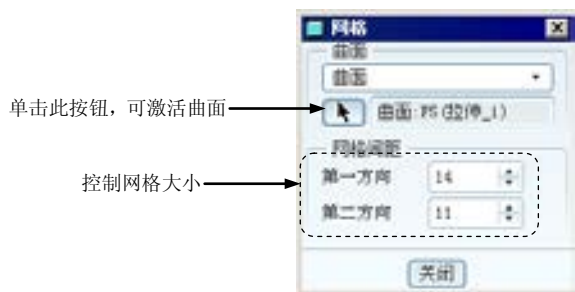 网格
曲面
曲面
单击此按钮，可激活曲面
曲面:F5(拉伸_1)
网格间距
控制网格大小
第一方向 14
第二方向 11
关闭